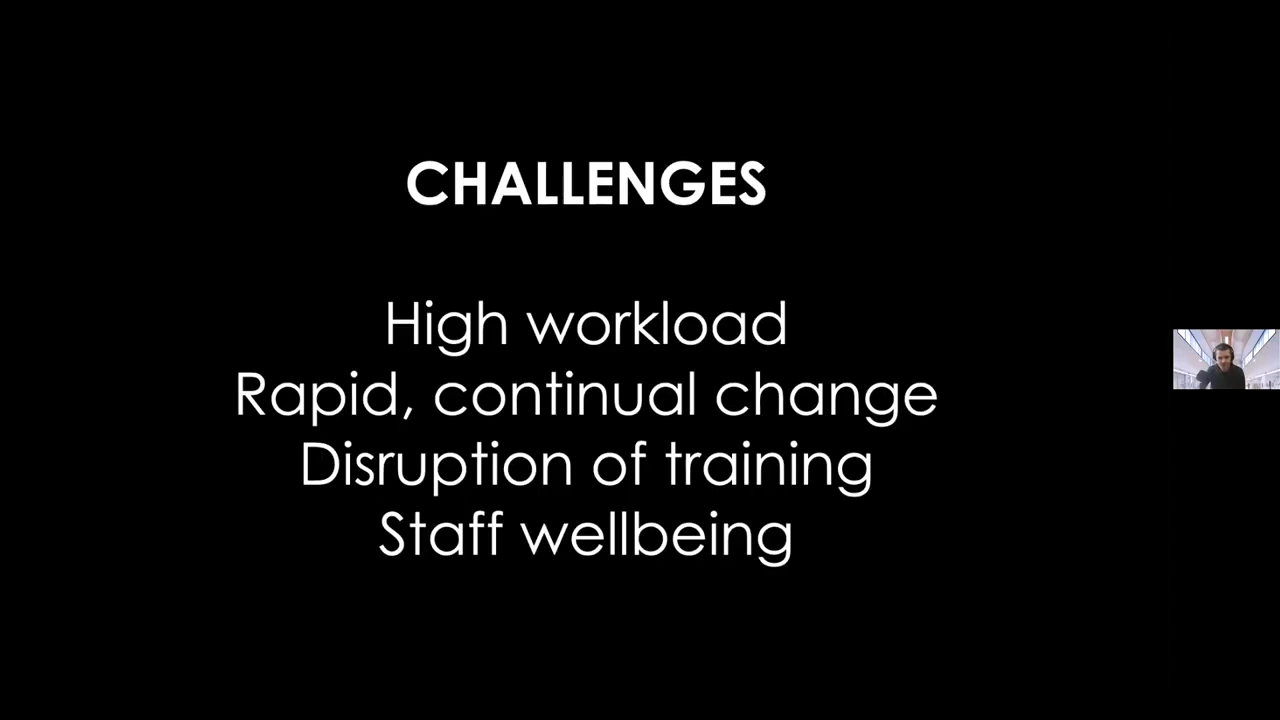 CHALLENGES
High workload
Rapid, continual change
Disruption of training
Staff wellbeing